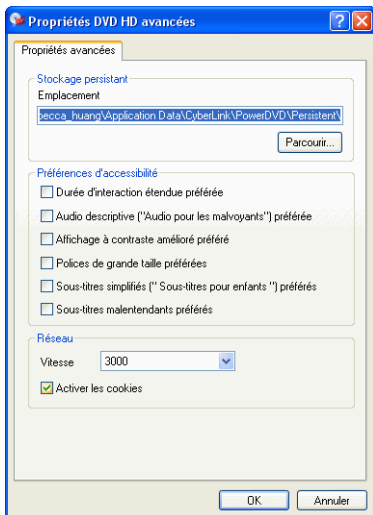 Propriétés DVD HD avancées
Propriétés avancées
Stockage persistant
Emplacement
becca_huang\Application Data\CyberLink\PowerDVD\Persistent\
Parcourir...
Préférences d'accessibilité
Durée d'interaction étendue préférée
Audio descriptive ("Audio pour les malvoyants") préférée
Affichage à contraste amélioré préféré
Polices de grande taille préférées
Sous-titres simplifiés (" Sous-titres pour enfants ") préférés
Sous-titres malentendants préférés
Réseau
Vitesse 3000
Activer les cookies
OK Annuler